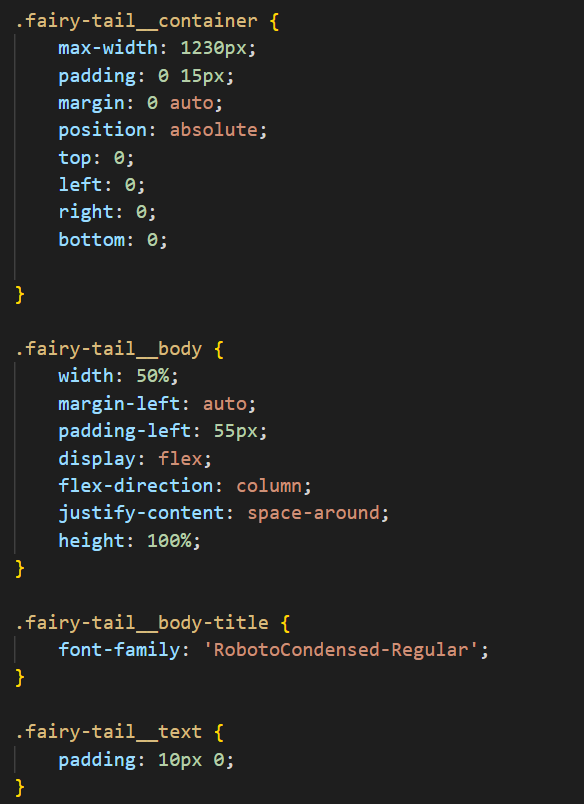 .fairy-tail__container {
    max-width: 1230px;
    padding: 0 15px;
    margin: 0 auto;
    position: absolute;
    top: 0;
    left: 0;
    right: 0;
    bottom: 0;

}

.fairy-tail__body {
    width: 50%;
    margin-left: auto;
    padding-left: 55px;
    display: flex;
    flex-direction: column;
    justify-content: space-around;
    height: 100%;
}

.fairy-tail__body-title {
    font-family: 'RobotoCondensed-Regular';
}

.fairy-tail__text {
    padding: 10px 0;
}